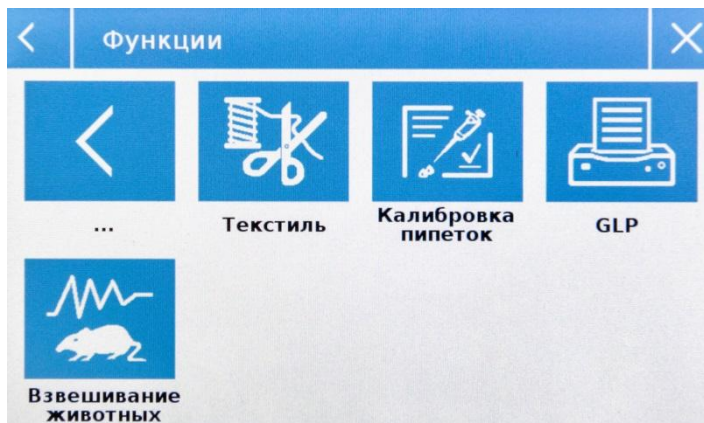 Функции
...
Текстиль
Калибровка
пипеток
GLP
Взвешивание
животных